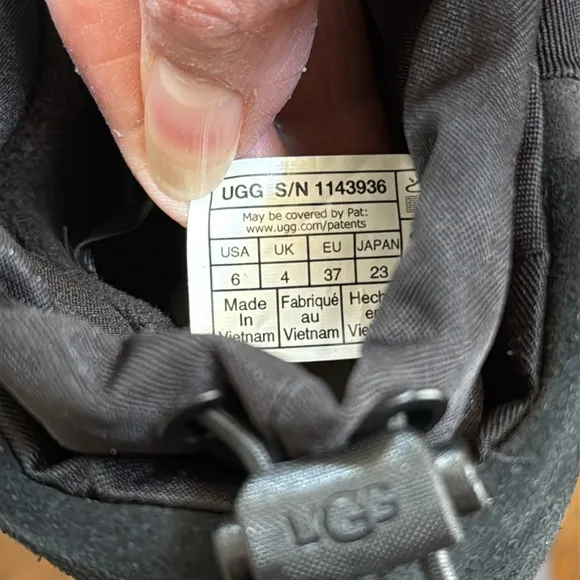 UGG S/N 1143936
May be covered by Pat:
www.ugg.com/patents
USA UK EU JAPAN
6 4 37 23
Made In Vietnam
Fabriqué au Vietnam
UGG